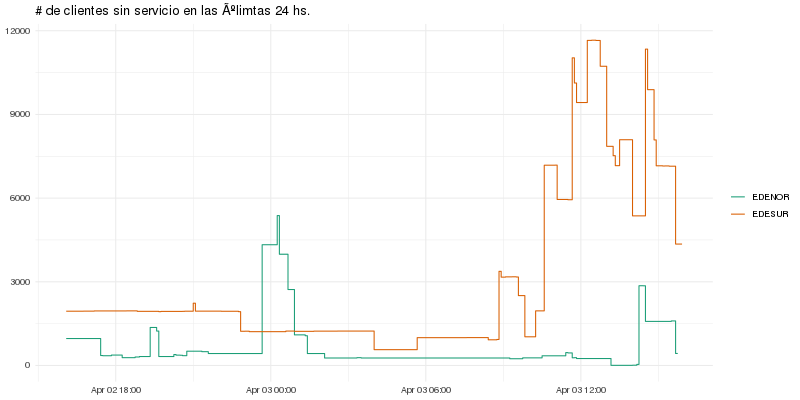 # de clientes sin servicio en las Ãºlimtas 24 hs.
12000
9000
6000
3000
0
Apr 02 18:00
Apr 03 00:00
Apr 03 06:00
Apr 03 12:00
EDENOR
EDESUR